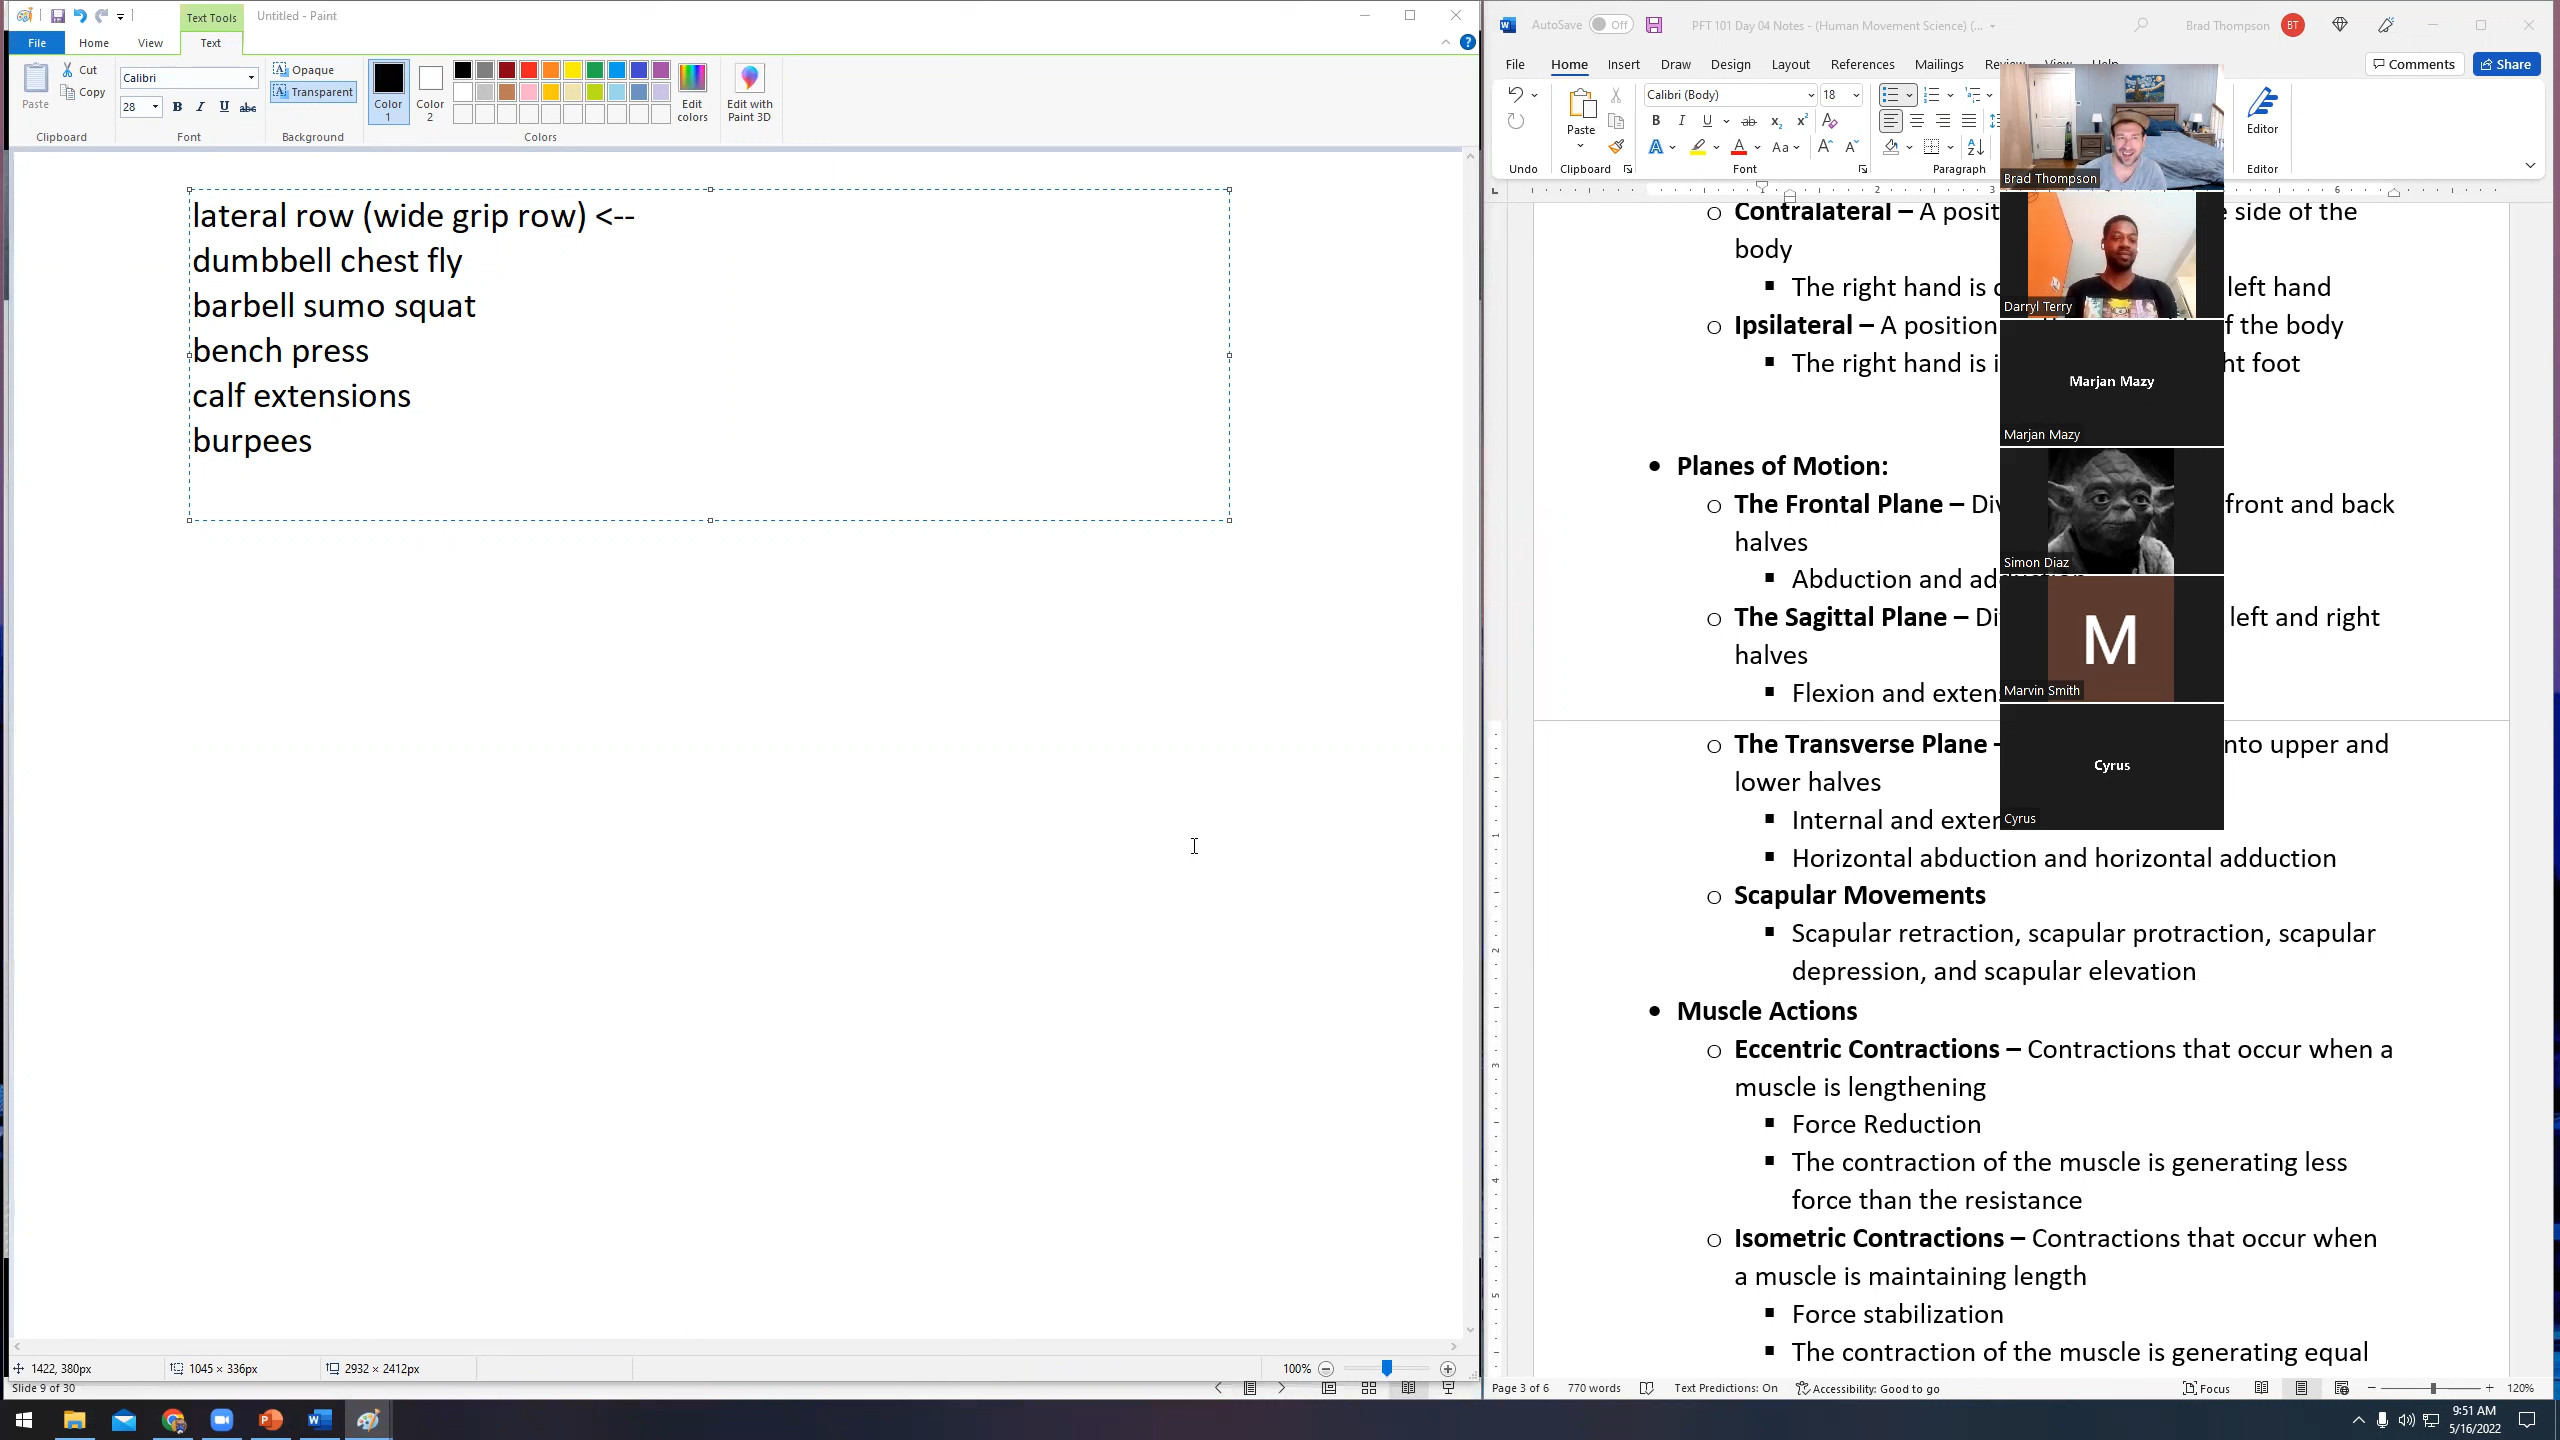 Untitled - Paint
Text Tools
File
Home
View
Text
Paste
Cut
Copy
Clipboard
Calibri
28
B
I
U
abc
Font
Opaque
Transparent
Background
Color 1
Color 2
Edit colors
Edit with Paint 3D
Colors
lateral row (wide grip row) <--
dumbbell chest fly
barbell sumo squat
bench press
calf extensions
burpees
1422, 380px
1045 × 336px
2932 × 2412px
100%
Slide 9 of 30
AutoSave
Off
PFT 101 Day 04 Notes - (Human Movement Science) (...
Brad Thompson
BT
File
Home
Insert
Draw
Design
Layout
References
Mailings
Comments
Share
Undo
Paste
Clipboard
Calibri (Body)
18
Font
Paragraph
Editor
Editor
Brad Thompson
Darryl Terry
Marjan Mazy
Marjan Mazy
Simon Diaz
M
Marvin Smith
Cyrus
Cyrus
Contralateral – A posit
side of the
body
The right hand is
left hand
Ipsilateral – A position
of the body
The right hand is
foot
Planes of Motion:
The Frontal Plane –
front and back
halves
Abduction and
The Sagittal Plane –
left and right
halves
Flexion and
The Transverse Plane
upper and
lower halves
Internal and
Horizontal abduction and horizontal adduction
Scapular Movements
Scapular retraction, scapular protraction, scapular
depression, and scapular elevation
Muscle Actions
Eccentric Contractions – Contractions that occur when a
muscle is lengthening
Force Reduction
The contraction of the muscle is generating less
force than the resistance
Isometric Contractions – Contractions that occur when
a muscle is maintaining length
Force stabilization
The contraction of the muscle is generating equal
Page 3 of 6
770 words
Text Predictions: On
Accessibility: Good to go
Focus
120%
9:51 AM
5/16/2022